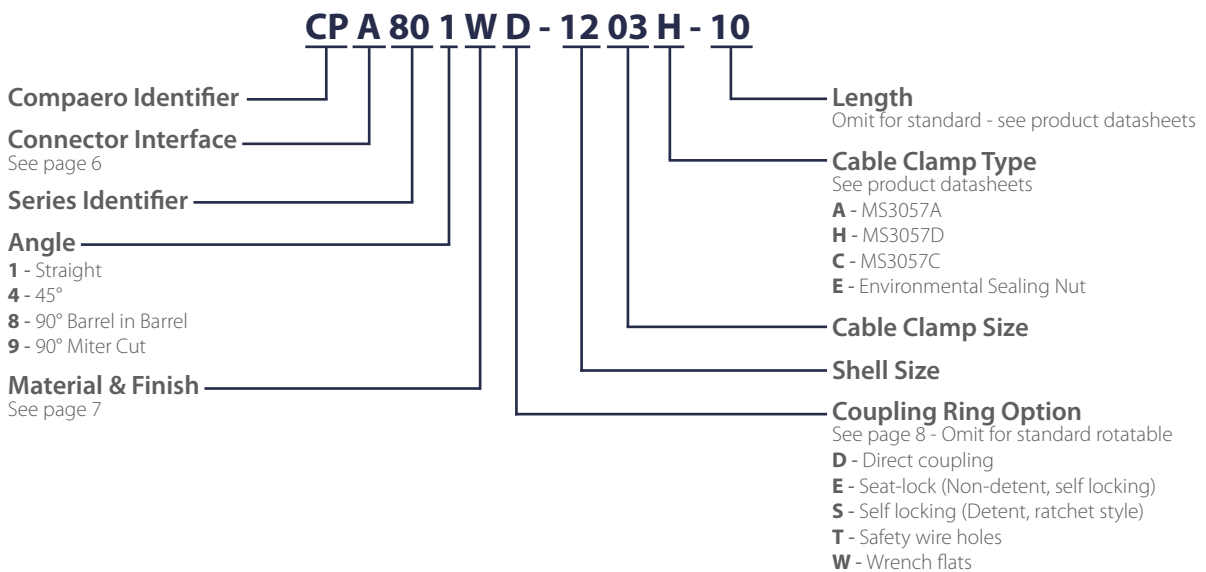 CP A 80 1 W D - 12 03 H - 10
Compaero Identifier
Connector Interface
See page 6
Series Identifier
Angle
1 - Straight
4 - 45°
8 - 90° Barrel in Barrel
9 - 90° Miter Cut
Material & Finish
See page 7
Length
Omit for standard - see product datasheets
Cable Clamp Type
See product datasheets
A - MS3057A
H - MS3057D
C - MS3057C
E - Environmental Sealing Nut
Cable Clamp Size
Shell Size
Coupling Ring Option
See page 8 - Omit for standard rotatable
D - Direct coupling
E - Seat-lock (Non-detent, self locking)
S - Self locking (Detent, ratchet style)
T - Safety wire holes
W - Wrench flats